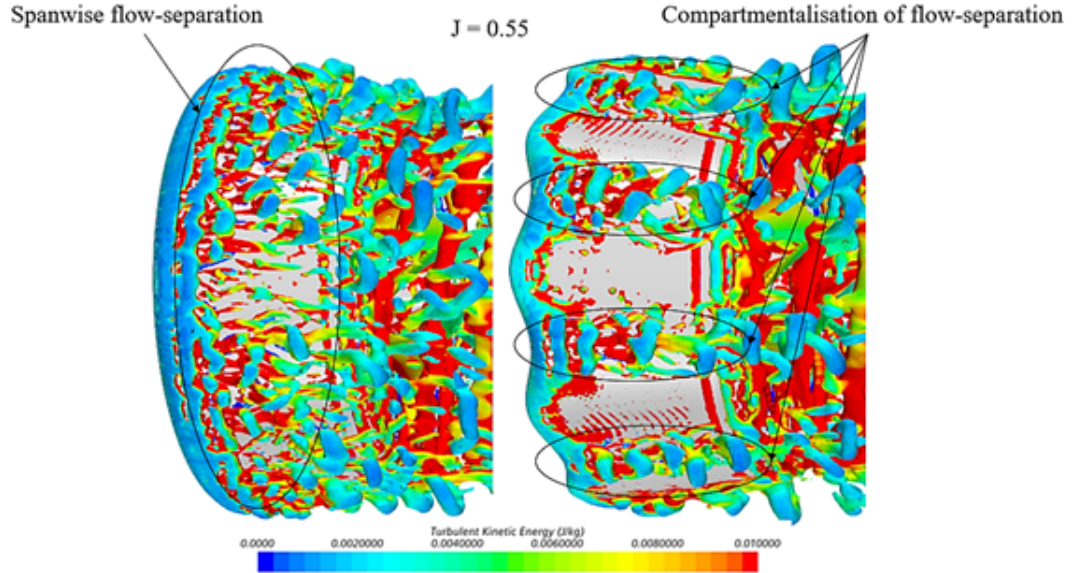 Spanwise flow-separation
J = 0.55
Compartmentalisation of flow-separation
Turbulent Kinetic Energy (J/kg)
0.0000 0.0020000 0.0040000 0.0060000 0.0080000 0.010000